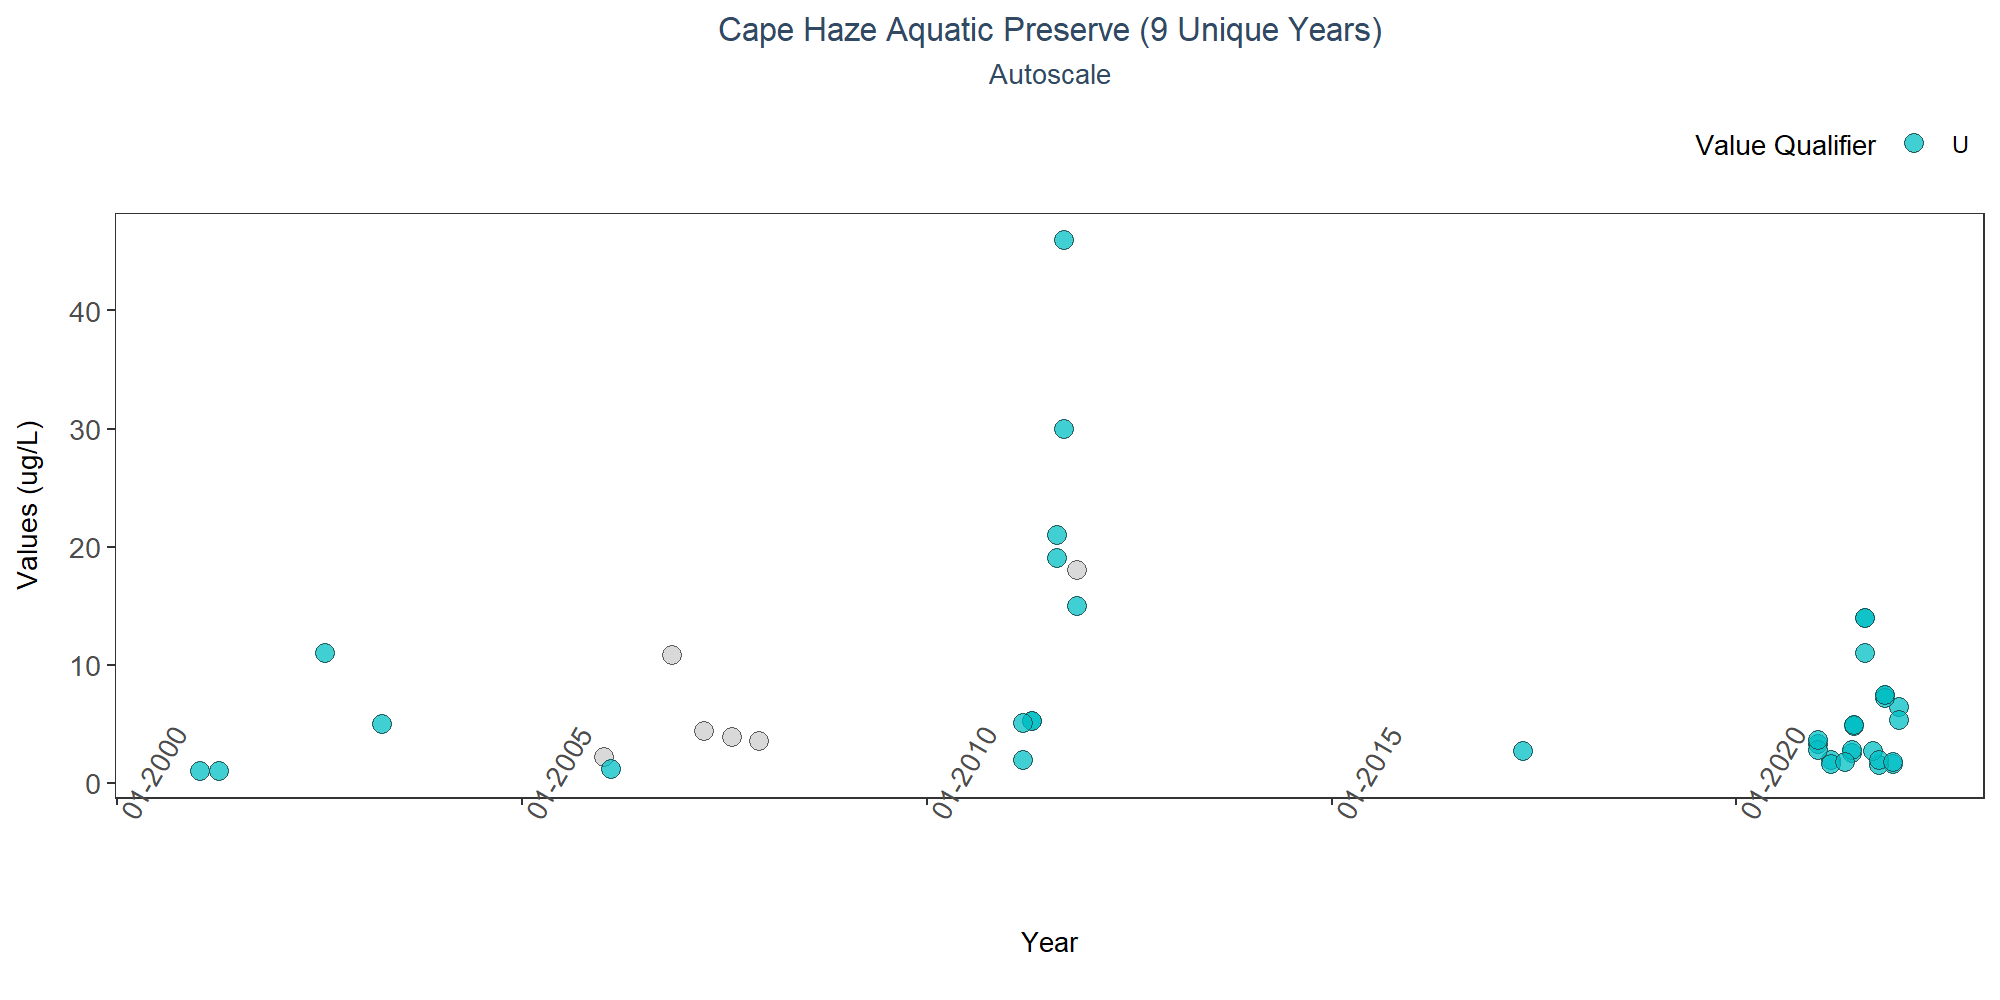 Cape Haze Aquatic Preserve (9 Unique Years)
Autoscale
Value Qualifier U
Values (ug/L)
40
30
20
10
0
01-2000 01-2005 01-2010 01-2015 01-2020
Year